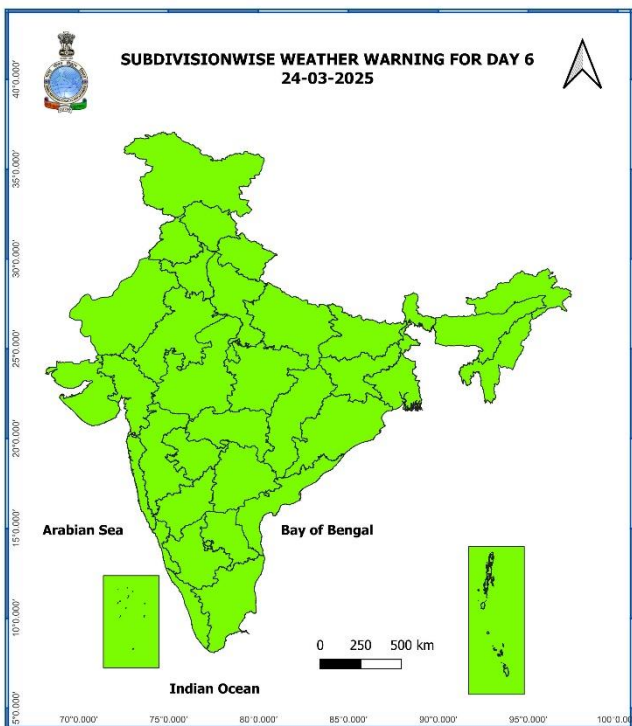 SUBDIVISIONWISE WEATHER WARNING FOR DAY 6
24-03-2025
40°0.000'
35°0.000'
30°0.000'
25°0.000'
20°0.000'
15°0.000'
10°0.000'
5°0.000'
Arabian Sea
Bay of Bengal
0 250 500 km
Indian Ocean
70°0.000' 75°0.000' 80°0.000' 85°0.000' 90°0.000' 95°0.000' 100°0.0